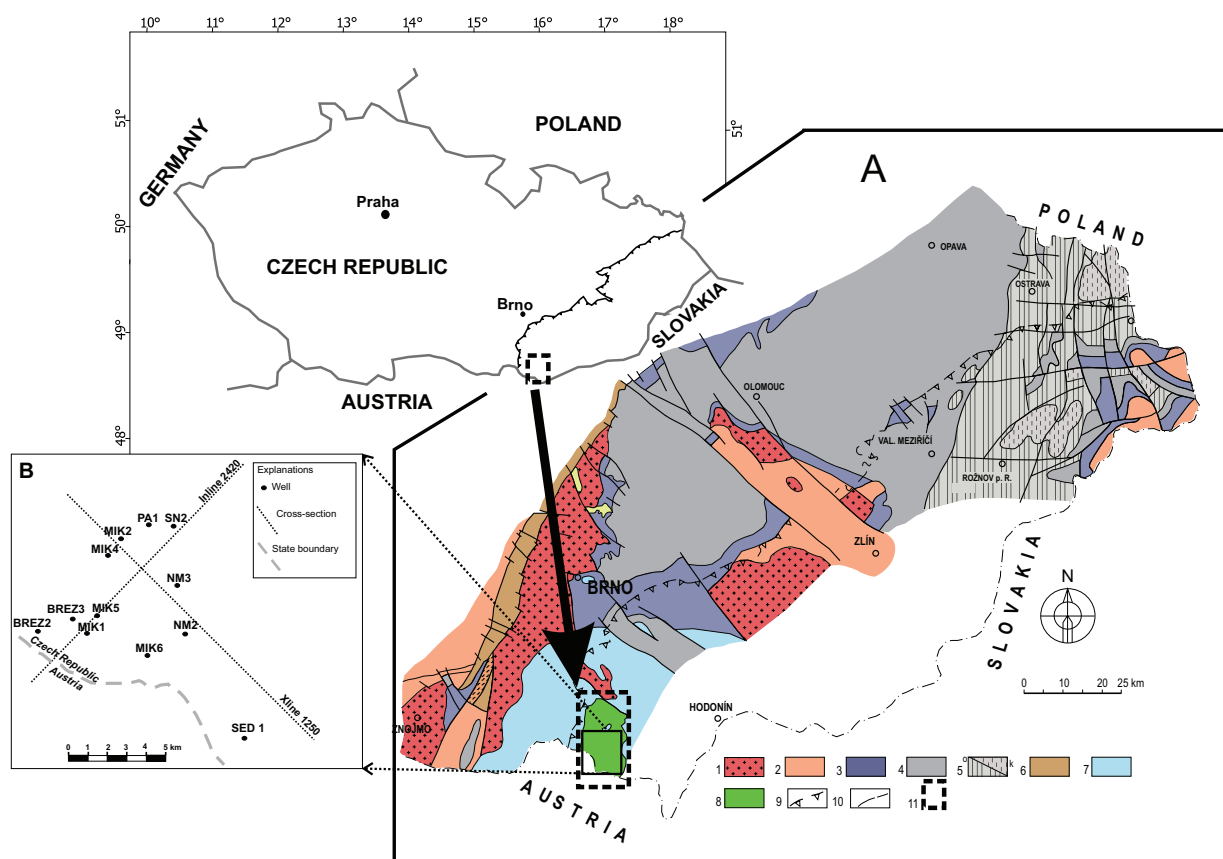 10° 11° 12° 13° 14° 15° 16° 17° 18°
51°
50°
49°
48°
51°
GERMANY
POLAND
Praha
CZECH REPUBLIC
Brno
SLOVAKIA
AUSTRIA
A
POLAND
OPAVA
OSTRAVA
OLOMOUC
VAL. MEZIŘÍČÍ
ROŽNOV p. R.
ZLÍN
BRNO
ZNOJMO
HODONÍN
SLOVAKIA
AUSTRIA
N
0 5 10 15 20 25 km
1 2 3 4 5 o k 6 7
8 9 10 11
B
Inline 2420
Explanations
Well
Cross-section
State boundary
PA1 SN2
MIK2
MIK4
NM3
BREZ3 MIK5
BREZ2 MIK1
NM2
MIK6
Czech Republic
Austria
Xline 1250
SED 1
0 1 2 3 4 5 km